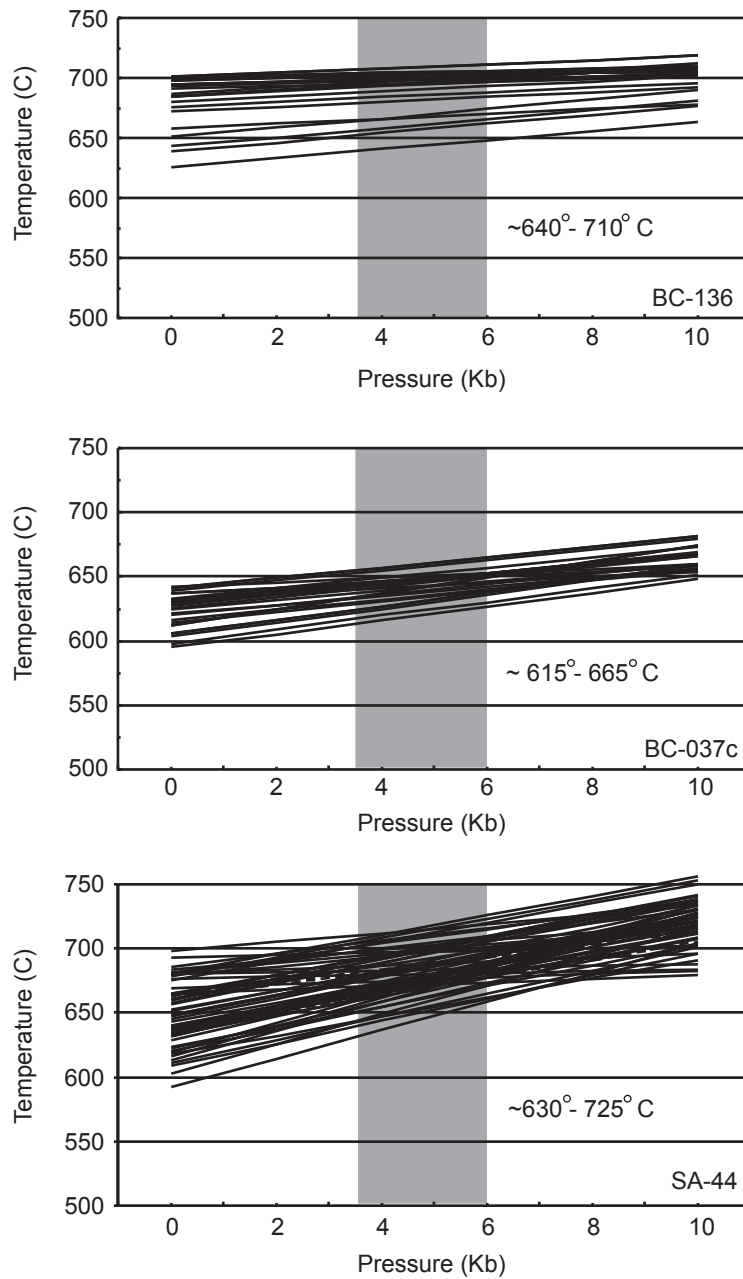 750
700
650
600
550
500
Temperature (C)
~640°- 710° C
BC-136
0 2 4 6 8 10
Pressure (Kb)
750
700
650
600
550
500
Temperature (C)
~ 615°- 665° C
BC-037c
0 2 4 6 8 10
Pressure (Kb)
750
700
650
600
550
500
Temperature (C)
~630°- 725° C
SA-44
0 2 4 6 8 10
Pressure (Kb)